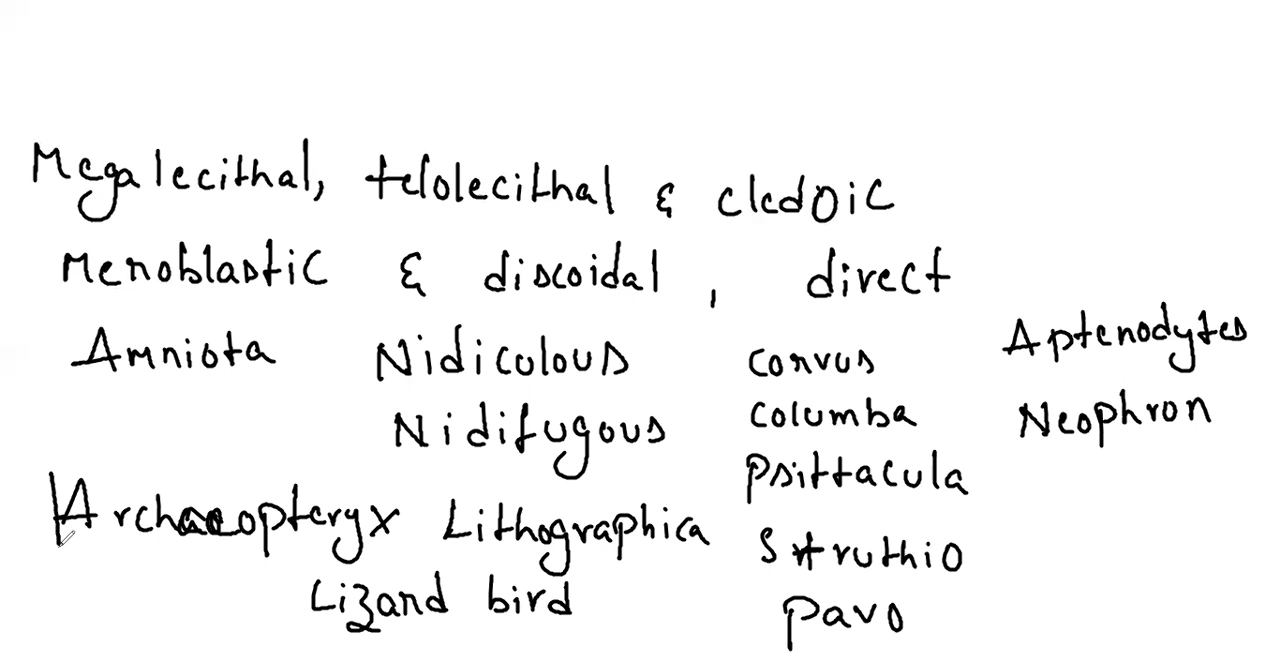 Megalecithal, telolecithal & cledoic
Meroblastic & discoidal, direct
Amniota Nidicolous Corvus Aptenodytes
Nidifugous Columba Neophron
Psittacula
Archaeopteryx Lithographica Struthio
Lizard bird Pavo